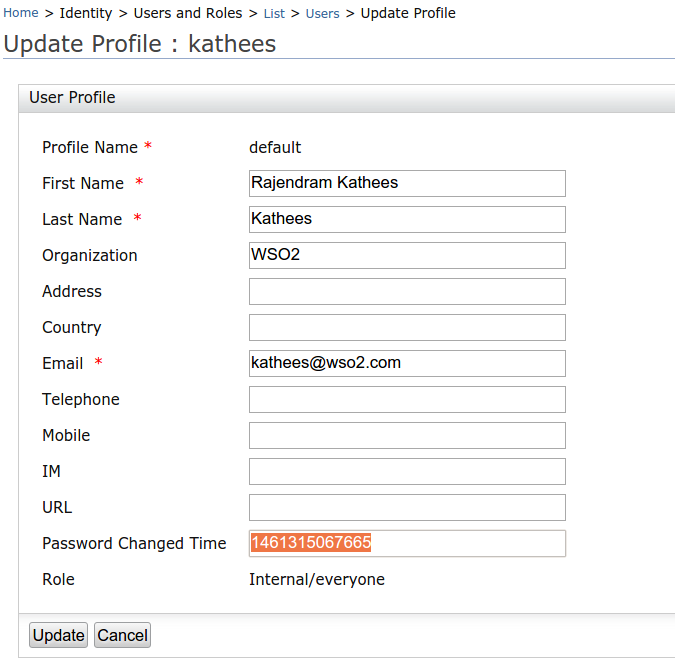 Home > Identity > Users and Roles > List > Users > Update Profile
Update Profile : kathees
User Profile
Profile Name * default
First Name * Rajendram Kathees
Last Name * Kathees
Organization WSO2
Address
Country
Email * kathees@wso2.com
Telephone
Mobile
IM
URL
Password Changed Time 1461315067665
Role Internal/everyone
Update Cancel